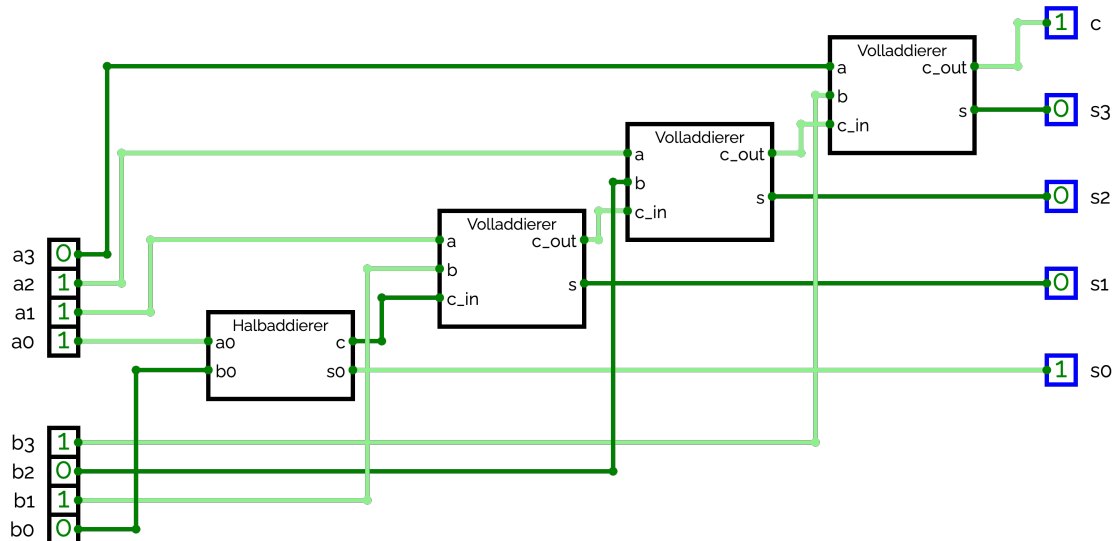 1 c
Volladdierer
a c_out
b
s 0 s3
c_in
Volladdierer
a c_out
b
s 0 s2
c_in
Volladdierer
a c_out
b
s 0 s1
c_in
a3 0
a2 1
a1 1
a0 1
Halbaddierer
a0 c
b0 s0
1 s0
b3 1
b2 0
b1 1
b0 0